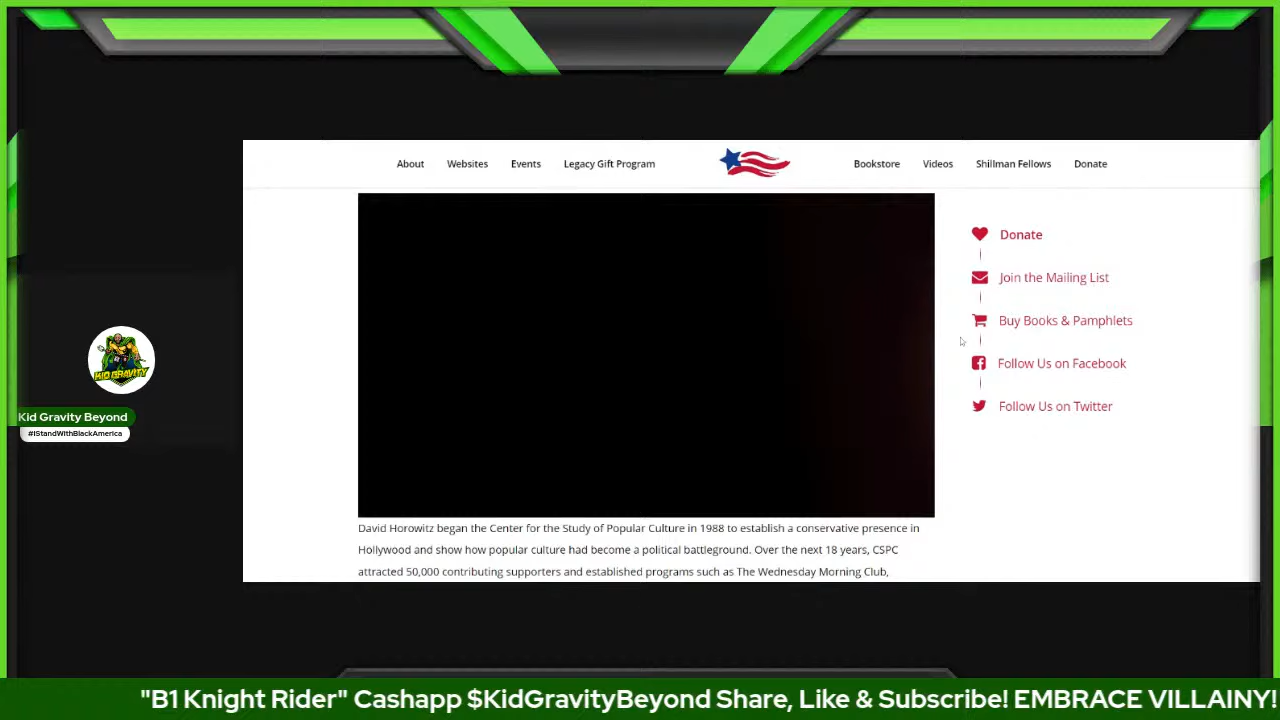 About Websites Events Legacy Gift Program Bookstore Videos Shillman Fellows Donate
Donate
Join the Mailing List
Buy Books & Pamphlets
Follow Us on Facebook
Follow Us on Twitter
KID GRAVITY
Kid Gravity Beyond
#IStandWithBlackAmerica
David Horowitz began the Center for the Study of Popular Culture in 1988 to establish a conservative presence in
Hollywood and show how popular culture had become a political battleground. Over the next 18 years, CSPC
attracted 50,000 contributing supporters and established programs such as The Wednesday Morning Club,
"B1 Knight Rider" Cashapp $KidGravityBeyond Share, Like & Subscribe! EMBRACE VILLAINY!